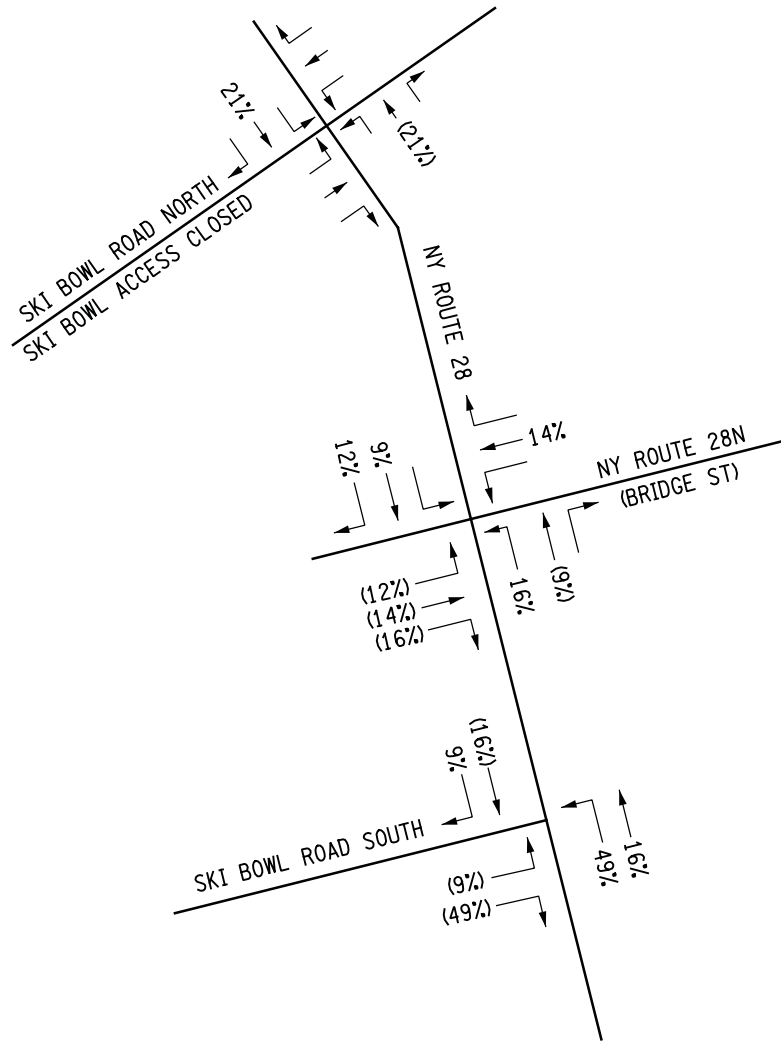 21%
(21%)
SKI BOWL ROAD NORTH
SKI BOWL ACCESS CLOSED
NY ROUTE 28
14%
12%
9%
NY ROUTE 28N
(BRIDGE ST)
(12%)
(14%)
(16%)
16%
(9%)
(16%)
9%
SKI BOWL ROAD SOUTH
49%
16%
(9%)
(49%)